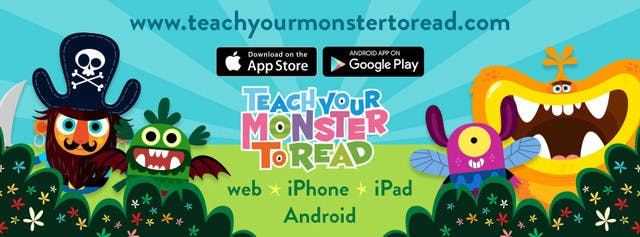 www.teachyourmonstertoread.com
Download on the
App Store
ANDROID APP ON
Google Play
TEACH YOUR
MONSTER
TO READ
web ★ iPhone ★ iPad
Android